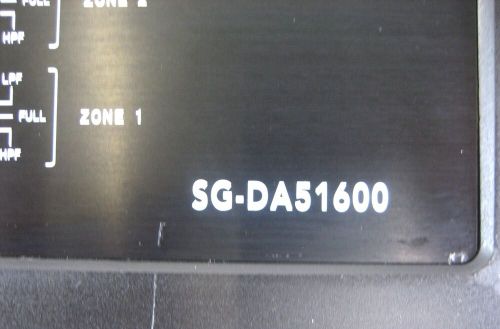 FULL ZONE 2
HPF
LPF
FULL ZONE 1
HPF
SG-DA51600